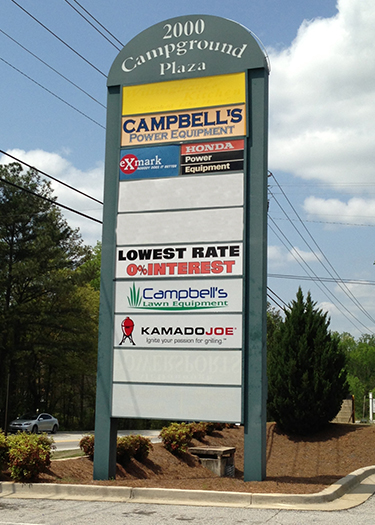 2000
Campground
Plaza
CAMPBELL'S
POWER EQUIPMENT
eXmark
HONDA
Power
Equipment
LOWEST RATE
0% INTEREST
Campbell's
Lawn Equipment
KAMADOJOE
Ignite your passion for grilling.™